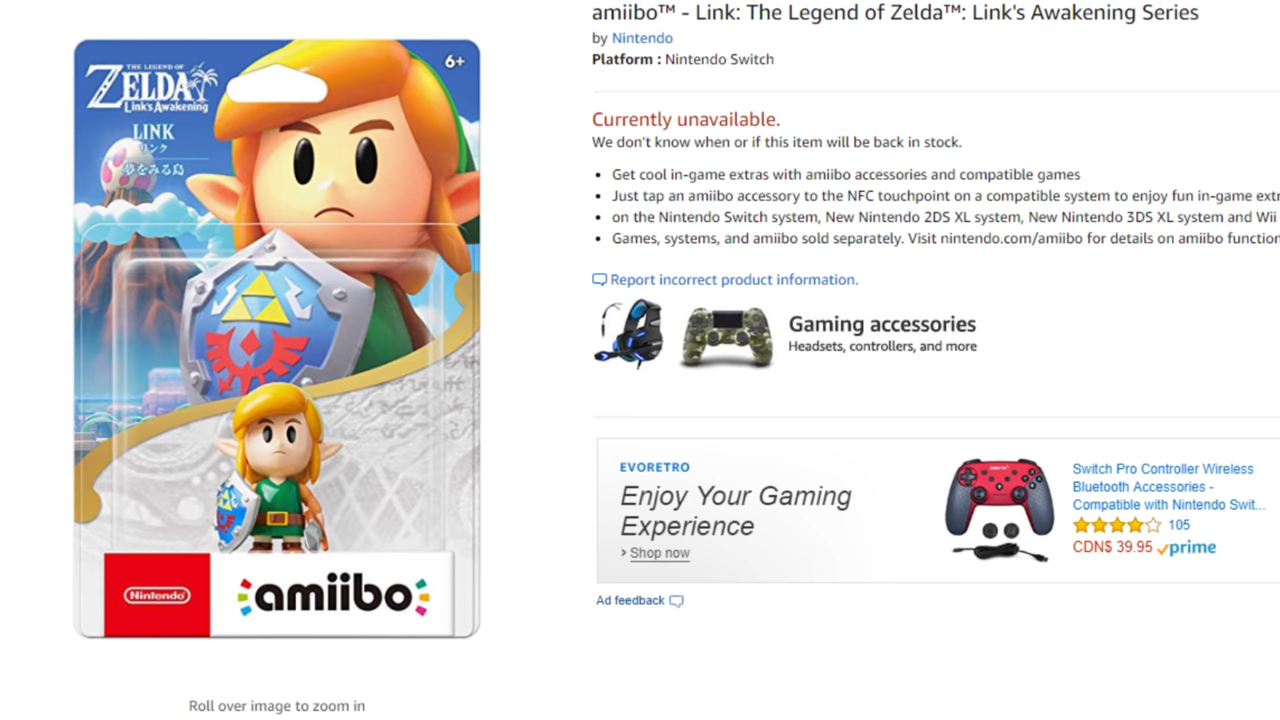 THE LEGEND OF
ZELDA
Link's Awakening
LINK
リンク
夢をみる島
6+
Nintendo
amiibo
Roll over image to zoom in
amiibo™ - Link: The Legend of Zelda™: Link's Awakening Series
by Nintendo
Platform : Nintendo Switch
Currently unavailable.
We don't know when or if this item will be back in stock.
• Get cool in-game extras with amiibo accessories and compatible games
• Just tap an amiibo accessory to the NFC touchpoint on a compatible system to enjoy fun in-game extr
• on the Nintendo Switch system, New Nintendo 2DS XL system, New Nintendo 3DS XL system and Wii
• Games, systems, and amiibo sold separately. Visit nintendo.com/amiibo for details on amiibo function
Report incorrect product information.
Gaming accessories
Headsets, controllers, and more
EVORETRO
Enjoy Your Gaming
Experience
› Shop now
Switch Pro Controller Wireless
Bluetooth Accessories -
Compatible with Nintendo Swit...
105
CDN$ 39.95 prime
Ad feedback